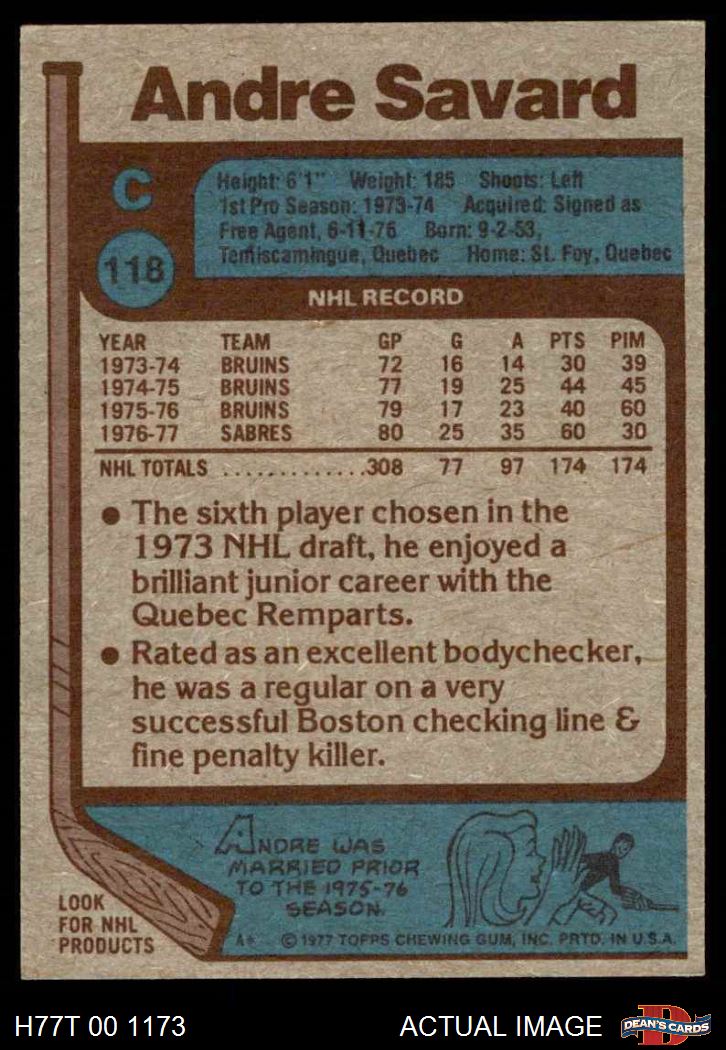 Andre Savard
C
Height: 6'1" Weight: 185 Shoots: Left
1st Pro Season: 1973-74 Acquired: Signed as
Free Agent, 6-11-76 Born: 9-2-53,
Temiscamingue, Quebec Home: St. Foy, Quebec
118
NHL RECORD
YEAR TEAM GP G A PTS PIM
1973-74 BRUINS 72 16 14 30 39
1974-75 BRUINS 77 19 25 44 45
1975-76 BRUINS 79 17 23 40 60
1976-77 SABRES 80 25 35 60 30
NHL TOTALS .............308 77 97 174 174
• The sixth player chosen in the
1973 NHL draft, he enjoyed a
brilliant junior career with the
Quebec Remparts.
• Rated as an excellent bodychecker,
he was a regular on a very
successful Boston checking line &
fine penalty killer.
ANDRE WAS
MARRIED PRIOR
TO THE 1975-76
SEASON.
LOOK
FOR NHL
PRODUCTS
A* © 1977 TOPPS CHEWING GUM, INC. PRTD. IN U.S.A.
H77T 00 1173 ACTUAL IMAGE
D
DEAN'S CARDS